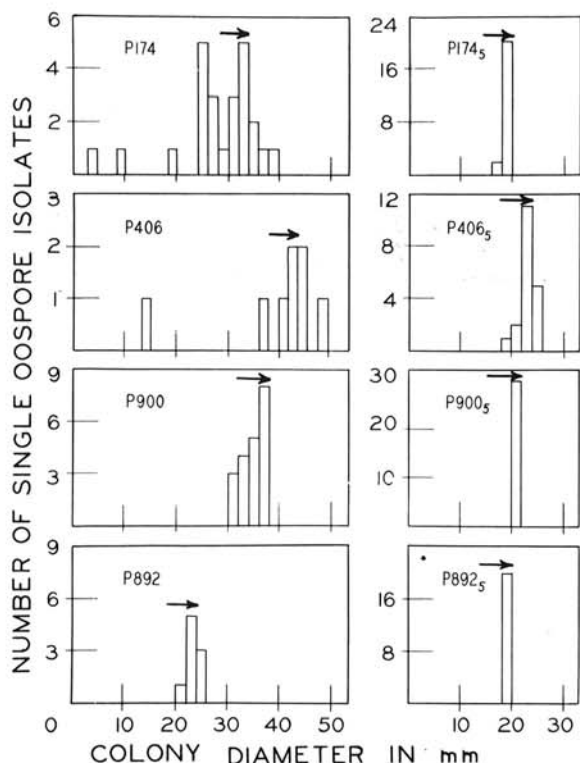 NUMBER OF SINGLE OOSPORE ISOLATES
6
4
2
P174
24
16
8
P174₅
3
2
1
P406
12
8
4
P406₅
9
6
3
P900
30
20
10
P900₅
9
6
3
0
P892
16
8
P892₅
10 20 30 40 50
0 20 40
COLONY DIAMETER IN mm